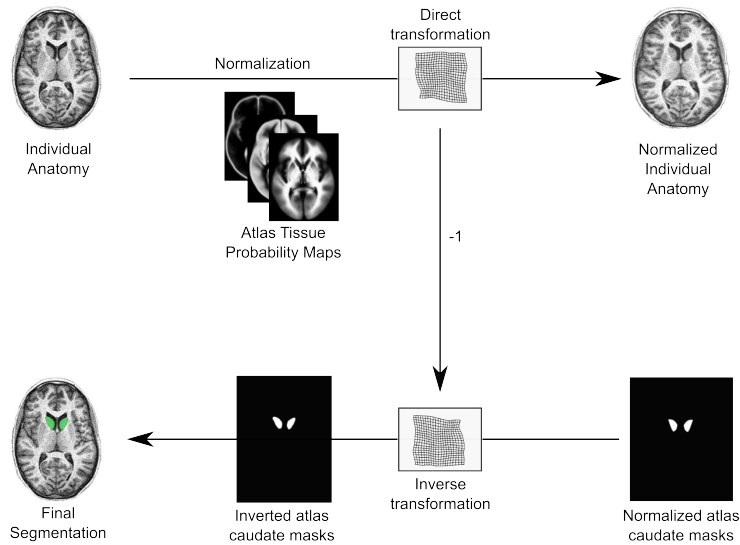 Direct
transformation
Normalization
Individual
Anatomy
Normalized
Individual
Anatomy
Atlas Tissue
Probability Maps
-1
Final
Segmentation
Inverted atlas
caudate masks
Inverse
transformation
Normalized atlas
caudate masks